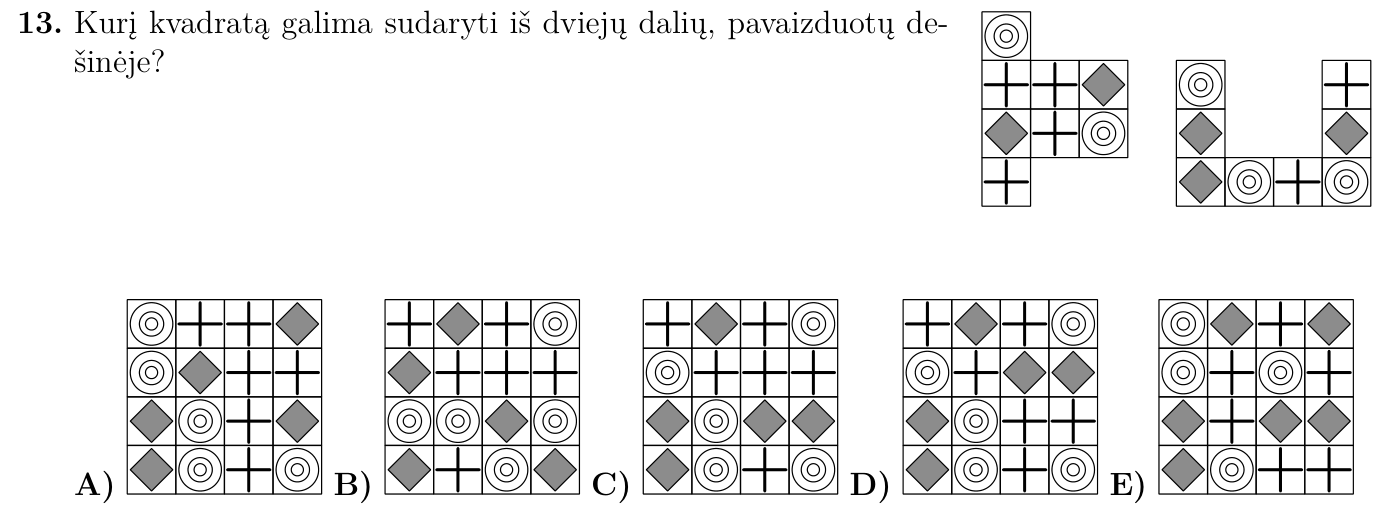 13. Kurį kvadratą galima sudaryti iš dviejų dalių, pavaizduotų de-
šinėje?
A) B) C) D) E)